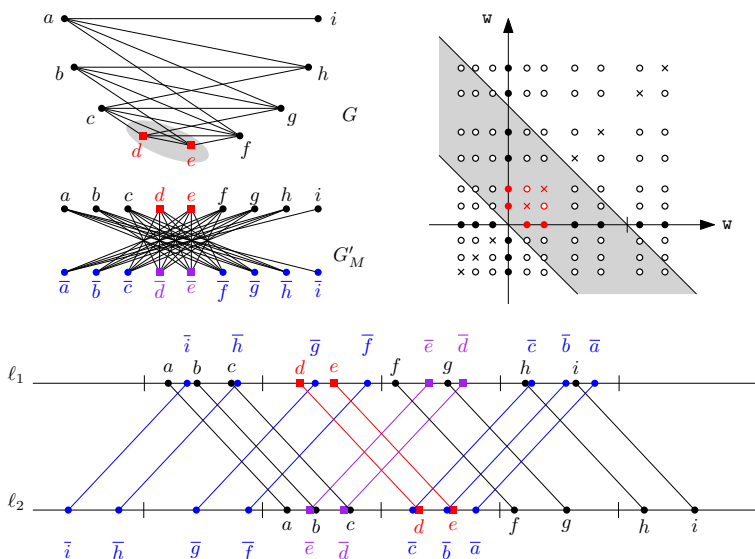 a i
W
b h
c g G
d e f
a b c d e f g h i
G′_M
W
a̅ b̅ c̅ d̅ e̅ f̅ g̅ h̅ i̅
i̅ h̅ g̅ f̅ e̅ d̅ c̅ b̅ a̅
a b c d e f g h i
ℓ₁
ℓ₂
a b c d e f g h i
i̅ h̅ g̅ f̅ e̅ d̅ c̅ b̅ a̅